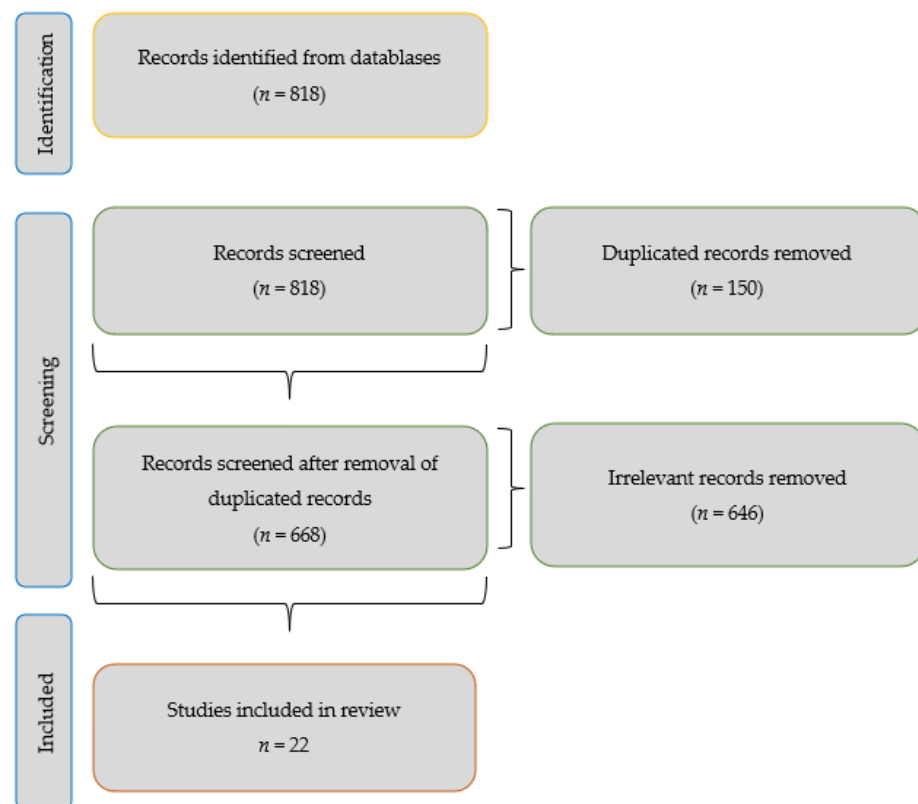 Identification
Records identified from datablases
(n = 818)
Screening
Records screened
(n = 818)
Duplicated records removed
(n = 150)
Records screened after removal of
duplicated records
(n = 668)
Irrelevant records removed
(n = 646)
Included
Studies included in review
n = 22